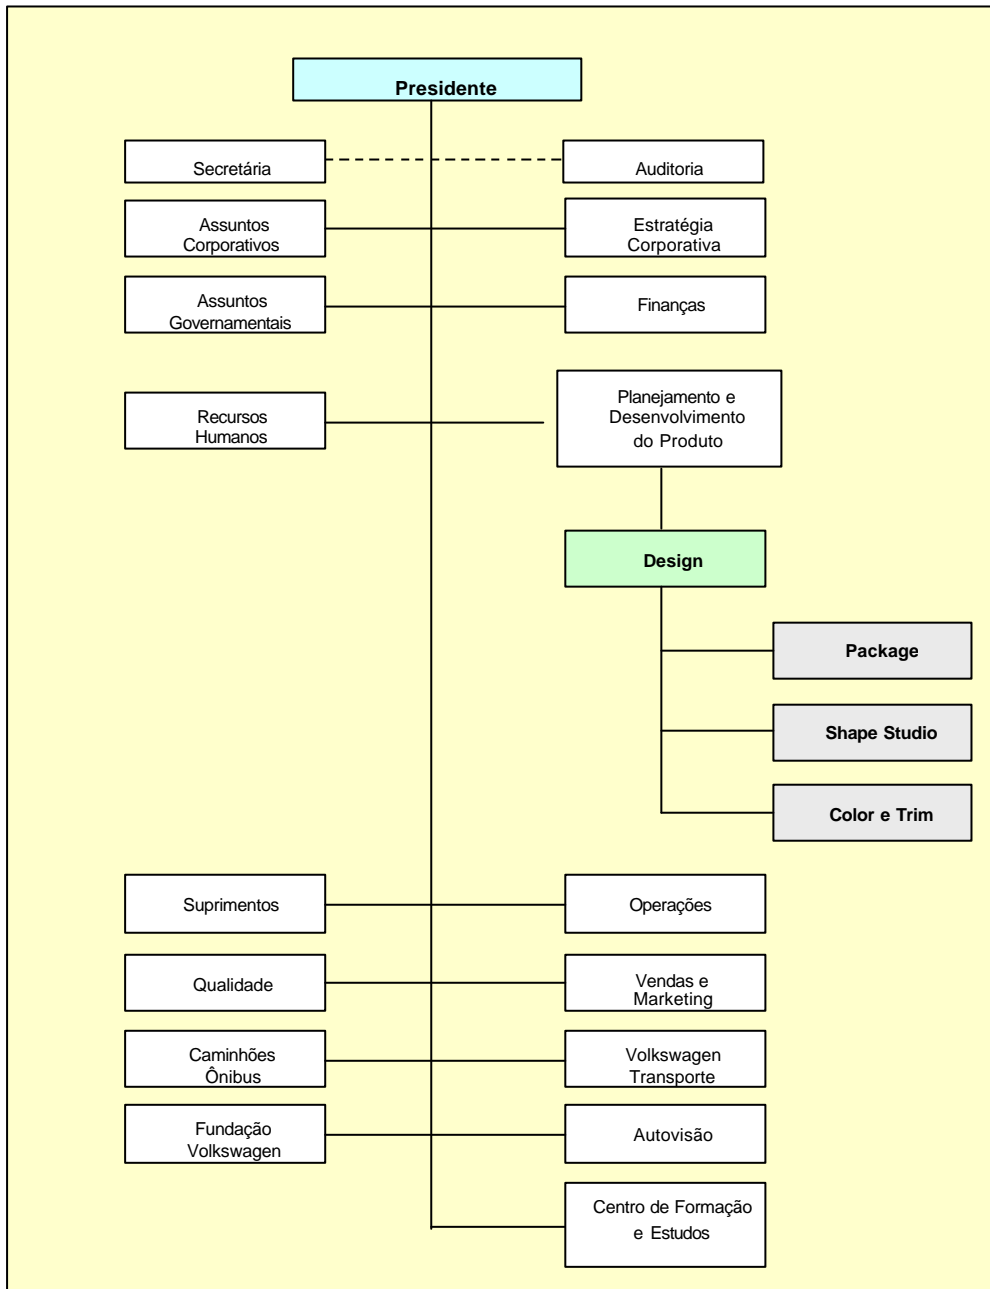 Presidente
Secretária
Auditoria
Assuntos
Corporativos
Estratégia
Corporativa
Assuntos
Governamentais
Finanças
Recursos
Humanos
Planejamento e
Desenvolvimento
do Produto
Design
Package
Shape Studio
Color e Trim
Suprimentos
Operações
Qualidade
Vendas e
Marketing
Caminhões
Ônibus
Volkswagen
Transporte
Fundação
Volkswagen
Autovisão
Centro de Formação
e Estudos